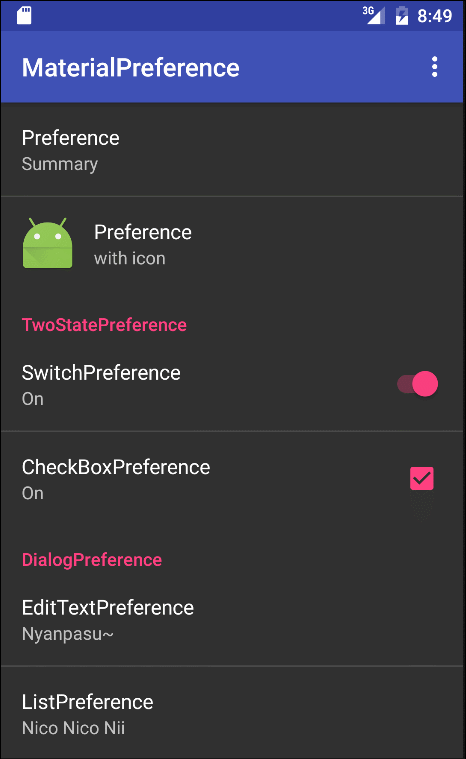 3G 8:49
MaterialPreference
Preference
Summary
Preference
with icon
TwoStatePreference
SwitchPreference
On
CheckBoxPreference
On
DialogPreference
EditTextPreference
Nyanpasu~
ListPreference
Nico Nico Nii